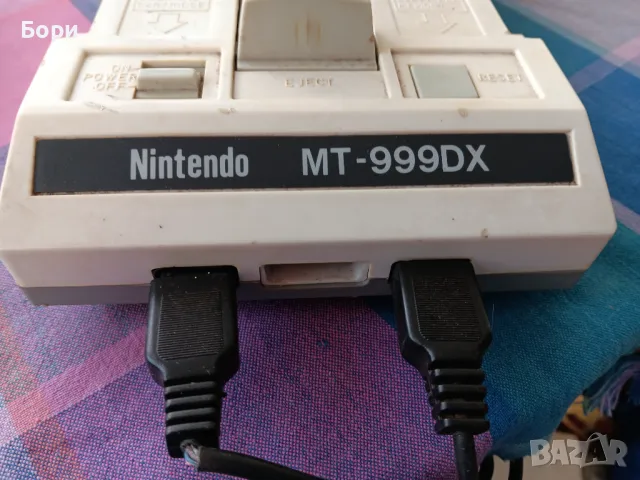 Бори
ON
POWER
OFF
EJECT
RESET
Nintendo MT-999DX
BAZAR